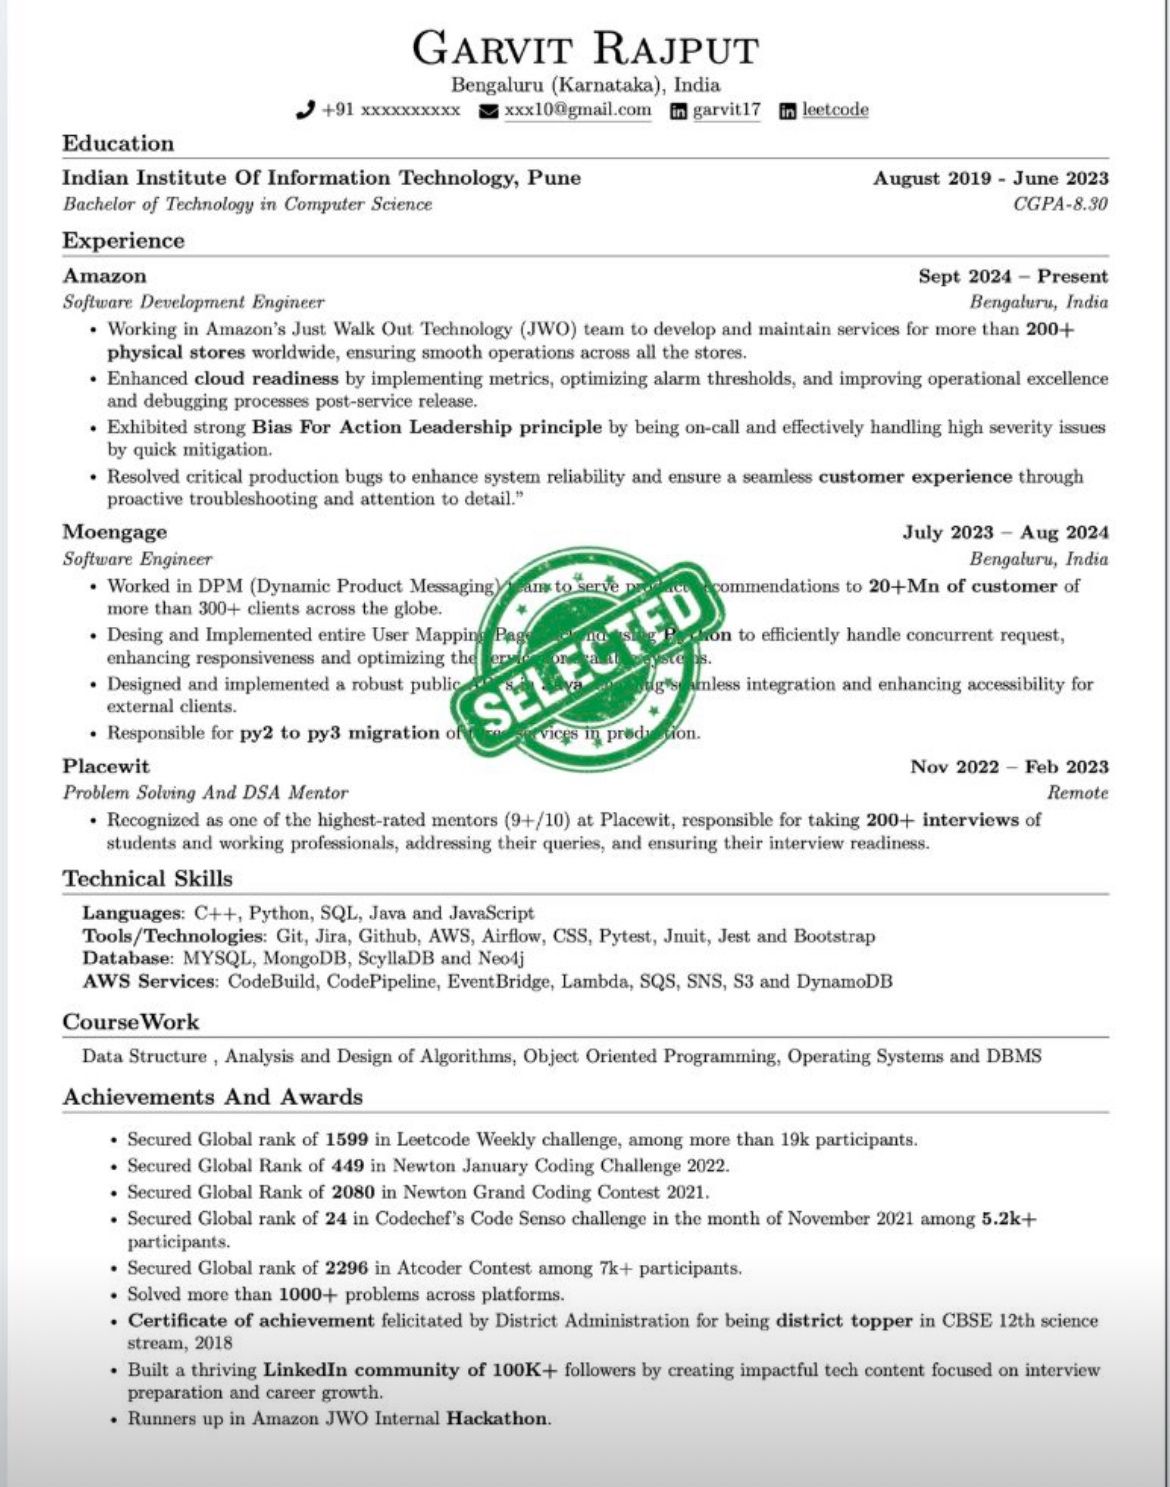 GARVIT RAJPUT
Bengaluru (Karnataka), India
+91 xxxxxxxxxx xxx10@gmail.com garvit17 leetcode
Education
Indian Institute Of Information Technology, Pune August 2019 - June 2023
Bachelor of Technology in Computer Science CGPA-8.30
Experience
Amazon Sept 2024 – Present
Software Development Engineer Bengaluru, India
• Working in Amazon's Just Walk Out Technology (JWO) team to develop and maintain services for more than 200+
physical stores worldwide, ensuring smooth operations across all the stores.
• Enhanced cloud readiness by implementing metrics, optimizing alarm thresholds, and improving operational excellence
and debugging processes post-service release.
• Exhibited strong Bias For Action Leadership principle by being on-call and effectively handling high severity issues
by quick mitigation.
• Resolved critical production bugs to enhance system reliability and ensure a seamless customer experience through
proactive troubleshooting and attention to detail.”
Moengage July 2023 – Aug 2024
Software Engineer Bengaluru, India
• Worked in DPM (Dynamic Product Messaging) team to serve product recommendations to 20+Mn of customer of
more than 300+ clients across the globe.
• Desing and Implemented entire User Mapping using Python to efficiently handle concurrent request,
enhancing responsiveness and optimizing the systems.
• Designed and implemented a robust public seamless integration and enhancing accessibility for
external clients.
• Responsible for py2 to py3 migration of services in production.
SELECTED
Placewit Nov 2022 – Feb 2023
Problem Solving And DSA Mentor Remote
• Recognized as one of the highest-rated mentors (9+/10) at Placewit, responsible for taking 200+ interviews of
students and working professionals, addressing their queries, and ensuring their interview readiness.
Technical Skills
Languages: C++, Python, SQL, Java and JavaScript
Tools/Technologies: Git, Jira, Github, AWS, Airflow, CSS, Pytest, Jnuit, Jest and Bootstrap
Database: MYSQL, MongoDB, ScyllaDB and Neo4j
AWS Services: CodeBuild, CodePipeline, EventBridge, Lambda, SQS, SNS, S3 and DynamoDB
CourseWork
Data Structure , Analysis and Design of Algorithms, Object Oriented Programming, Operating Systems and DBMS
Achievements And Awards
• Secured Global rank of 1599 in Leetcode Weekly challenge, among more than 19k participants.
• Secured Global Rank of 449 in Newton January Coding Challenge 2022.
• Secured Global Rank of 2080 in Newton Grand Coding Contest 2021.
• Secured Global rank of 24 in Codechef's Code Senso challenge in the month of November 2021 among 5.2k+
participants.
• Secured Global rank of 2296 in Atcoder Contest among 7k+ participants.
• Solved more than 1000+ problems across platforms.
• Certificate of achievement felicitated by District Administration for being district topper in CBSE 12th science
stream, 2018
• Built a thriving LinkedIn community of 100K+ followers by creating impactful tech content focused on interview
preparation and career growth.
• Runners up in Amazon JWO Internal Hackathon.